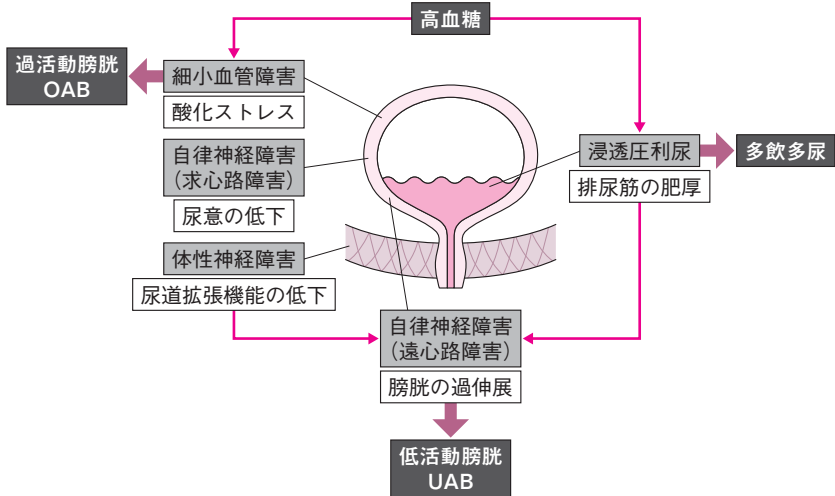 高血糖
過活動膀胱
OAB
細小血管障害
酸化ストレス
自律神経障害
(求心路障害)
尿意の低下
体性神経障害
尿道拡張機能の低下
浸透圧利尿
排尿筋の肥厚
多飲多尿
自律神経障害
(遠心路障害)
膀胱の過伸展
低活動膀胱
UAB